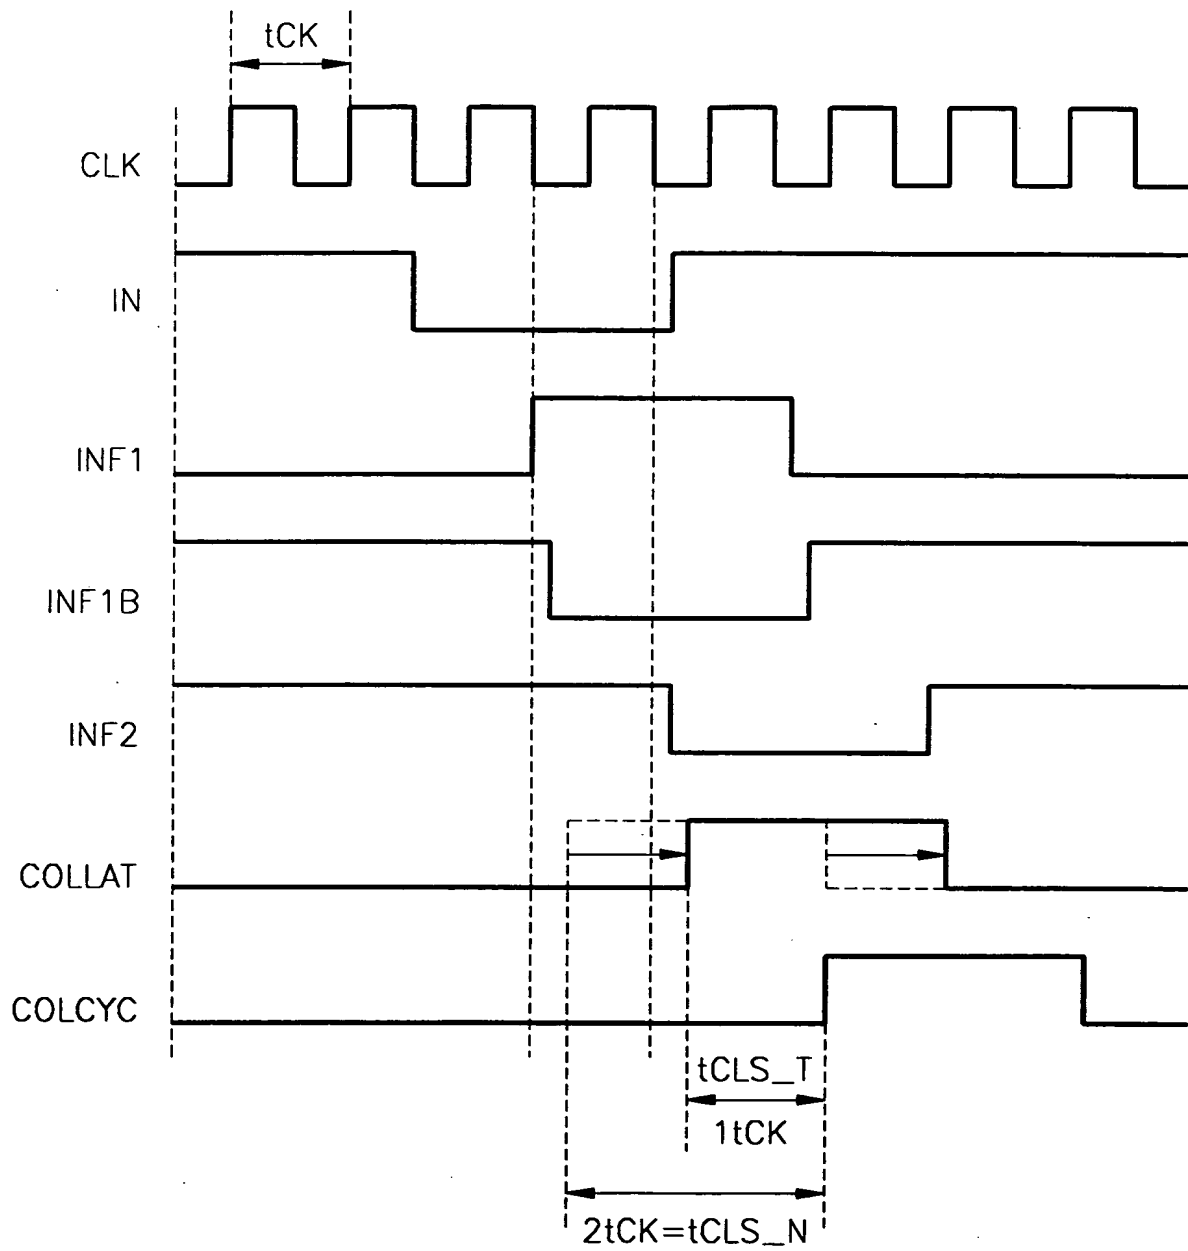 tCK
CLK
IN
INF1
INF1B
INF2
COLLAT
COLCYC
tCLS_T
1tCK
2tCK=tCLS_N